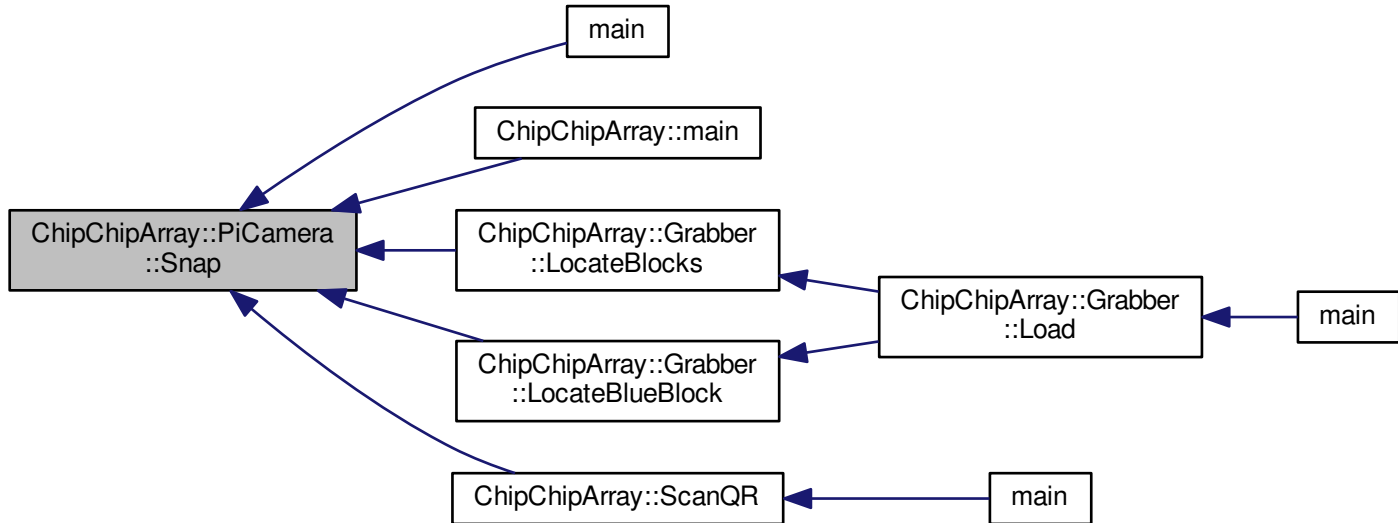 main
ChipChipArray::main
ChipChipArray::PiCamera
::Snap
ChipChipArray::Grabber
::LocateBlocks
ChipChipArray::Grabber
::Load
main
ChipChipArray::Grabber
::LocateBlueBlock
ChipChipArray::ScanQR
main